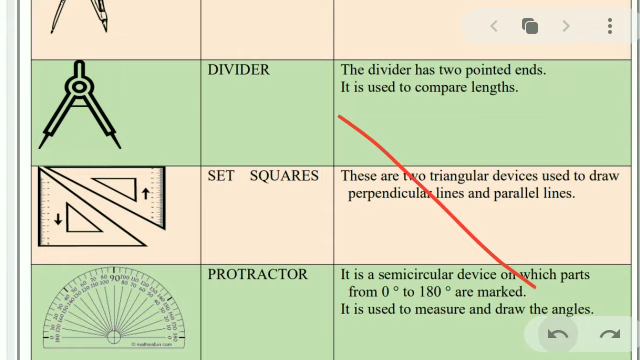 DIVIDER
The divider has two pointed ends.
It is used to compare lengths.
SET SQUARES
These are two triangular devices used to draw
perpendicular lines and parallel lines.
PROTRACTOR
It is a semicircular device on which parts
from 0 ° to 180 ° are marked.
It is used to measure and draw the angles.